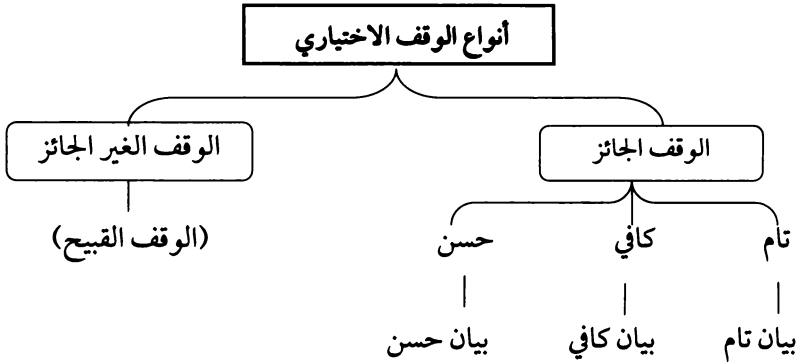 أنواع الوقف الاختياري
الوقف الجائز
الوقف الغير الجائز
تام
كافي
حسن
(الوقف القبيح)
بيان تام
بيان كافي
بيان حسن